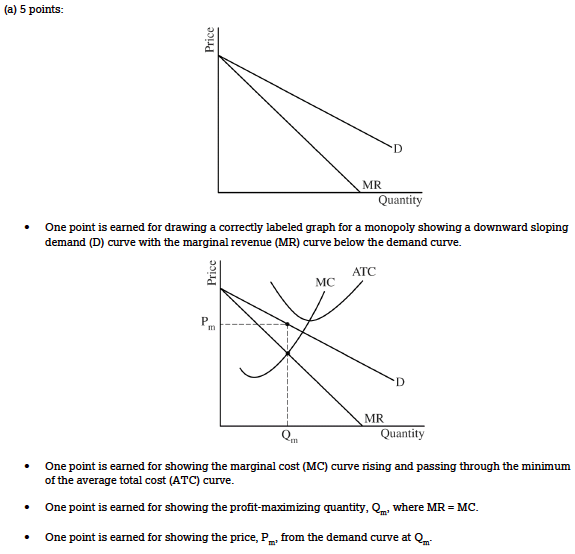 (a) 5 points:
Price
D
MR
Quantity
• One point is earned for drawing a correctly labeled graph for a monopoly showing a downward sloping
demand (D) curve with the marginal revenue (MR) curve below the demand curve.
Price
ATC
MC
Pm
D
MR
Qm
Quantity
• One point is earned for showing the marginal cost (MC) curve rising and passing through the minimum
of the average total cost (ATC) curve.
• One point is earned for showing the profit-maximizing quantity, Qm, where MR = MC.
• One point is earned for showing the price, Pm, from the demand curve at Qm.